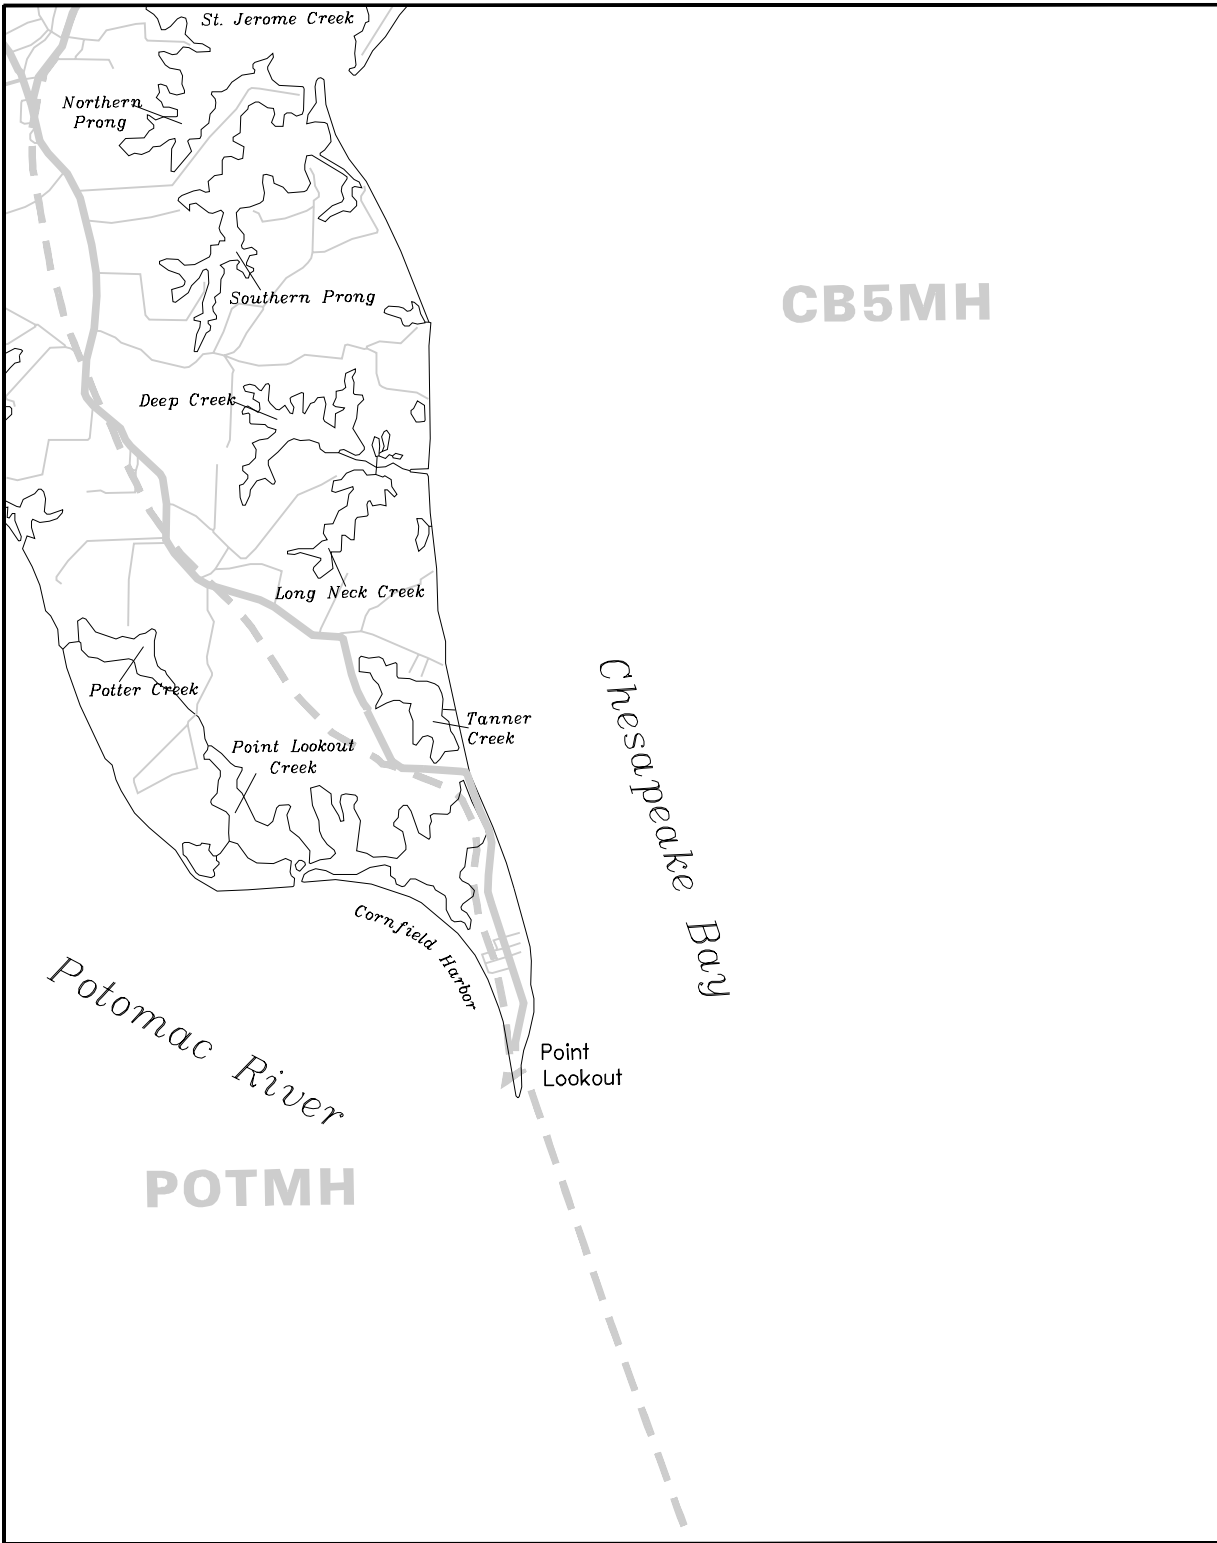 St. Jerome Creek
Northern
Prong
Southern Prong
CB5MH
Deep Creek
Long Neck Creek
Potter Creek
Tanner
Creek
Point Lookout
Creek
Chesapeake Bay
Cornfield Harbor
Potomac River
Point
Lookout
POTMH